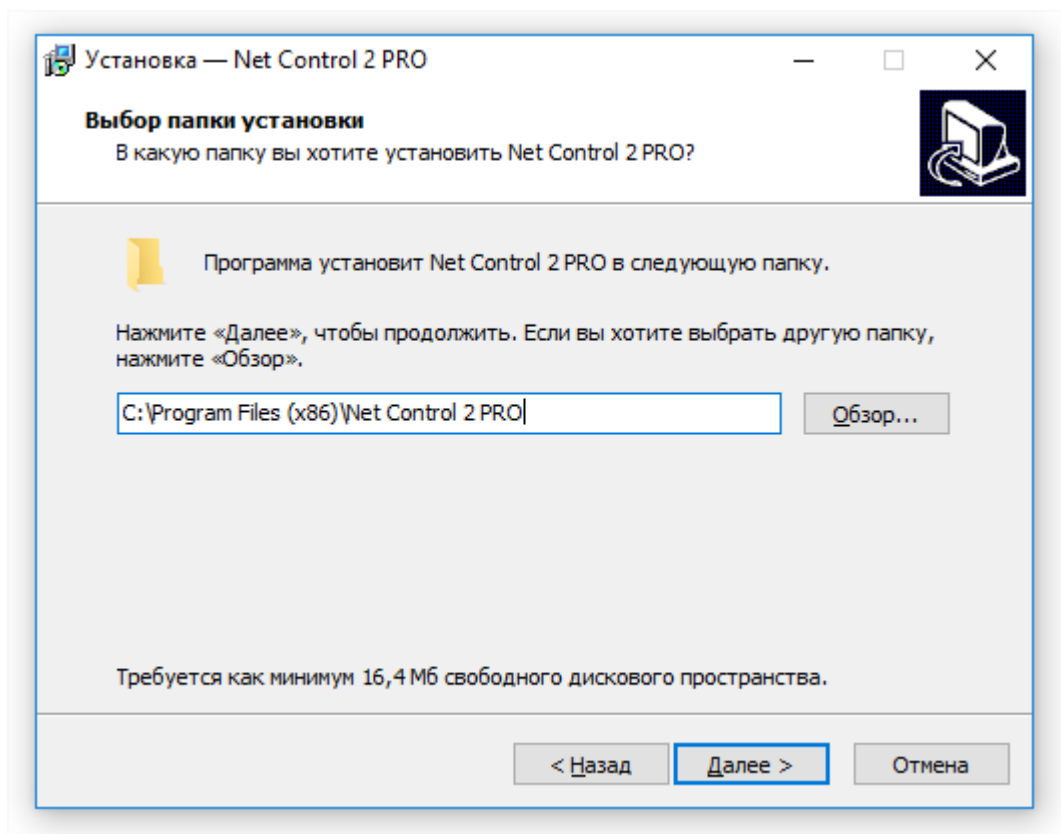 Установка — Net Control 2 PRO
Выбор папки установки
В какую папку вы хотите установить Net Control 2 PRO?
Программа установит Net Control 2 PRO в следующую папку.
Нажмите «Далее», чтобы продолжить. Если вы хотите выбрать другую папку,
нажмите «Обзор».
C:\Program Files (x86)\Net Control 2 PRO
Обзор...
Требуется как минимум 16,4 Мб свободного дискового пространства.
< Назад
Далее >
Отмена